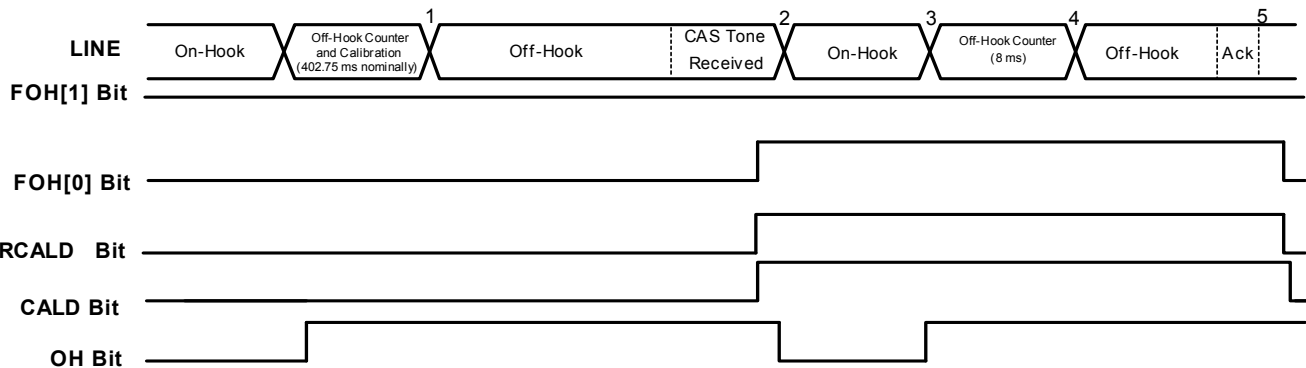 1 2 3 4 5
LINE
On-Hook
Off-Hook Counter
and Calibration
(402.75 ms nominally)
Off-Hook
CAS Tone
Received
On-Hook
Off-Hook Counter
(8 ms)
Off-Hook
Ack
FOH[1] Bit
FOH[0] Bit
RCALD Bit
CALD Bit
OH Bit